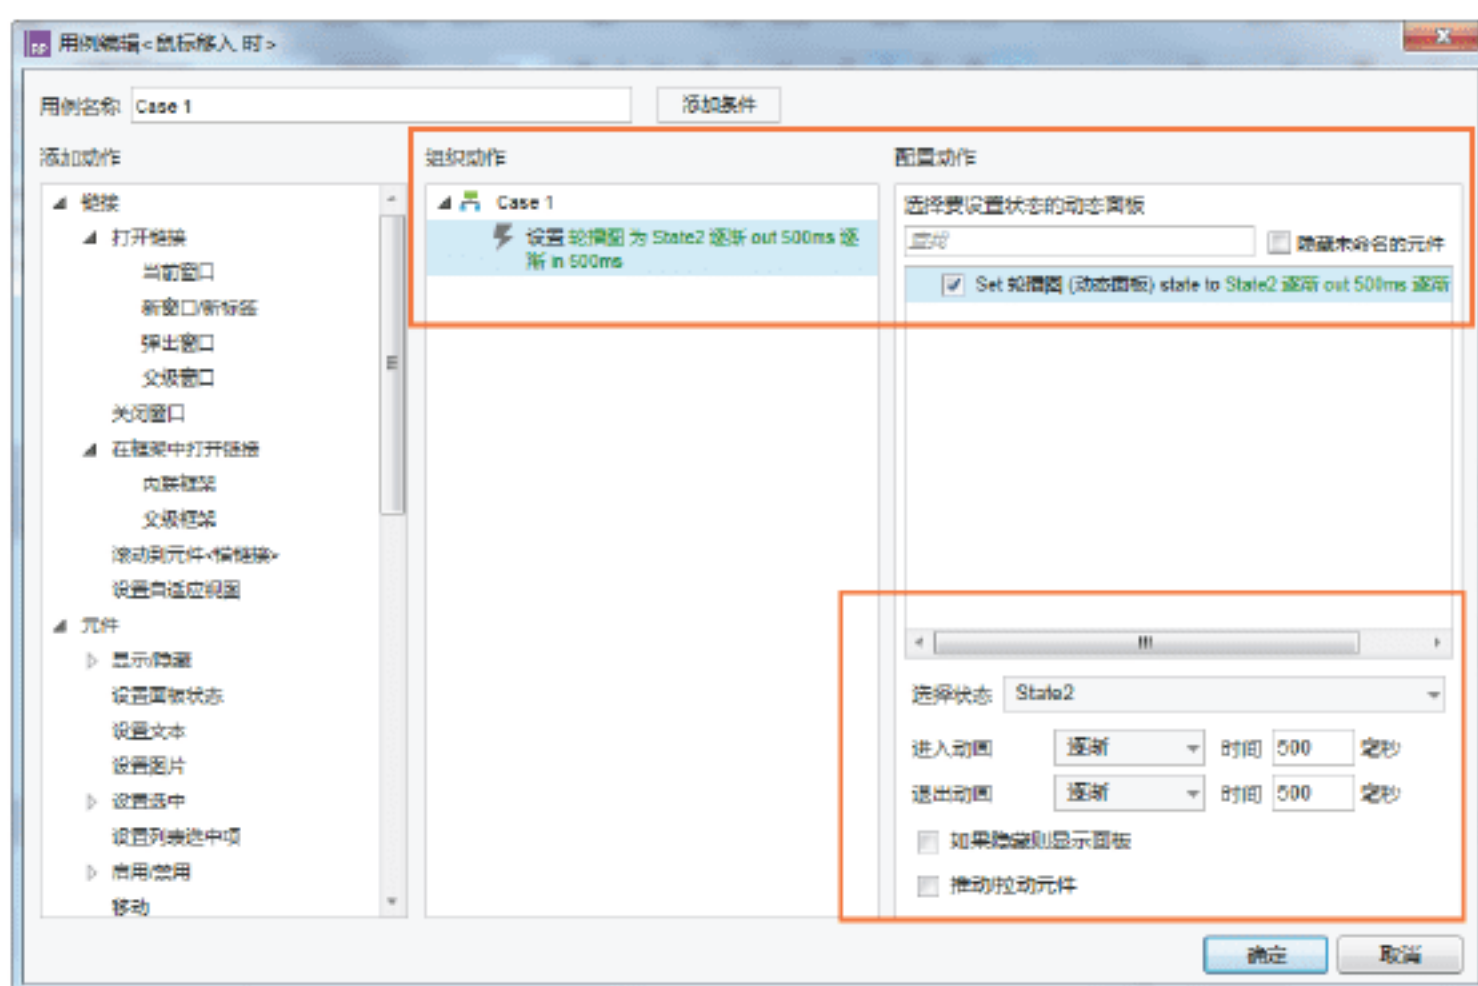 RP 用例编辑<鼠标移入 时>
用例名称 Case 1 添加条件
添加动作 组织动作 配置动作
链接
打开链接
当前窗口
新窗口/新标签
弹出窗口
父级窗口
关闭窗口
在框架中打开链接
内联框架
父级框架
滚动到元件<锚链接>
设置自适应视图
元件
显示/隐藏
设置面板状态
设置文本
设置图片
设置选中
设置列表选中项
启用/禁用
移动
Case 1
设置 轮播图 为 State2 逐渐 out 500ms 逐
渐 in 500ms
选择要设置状态的动态面板
查找 隐藏未命名的元件
Set 轮播图 (动态面板) state to State2 逐渐 out 500ms 逐渐
选择状态 State2
进入动画 逐渐 时间 500 毫秒
退出动画 逐渐 时间 500 毫秒
如果隐藏则显示面板
推动/拉动元件
确定 取消